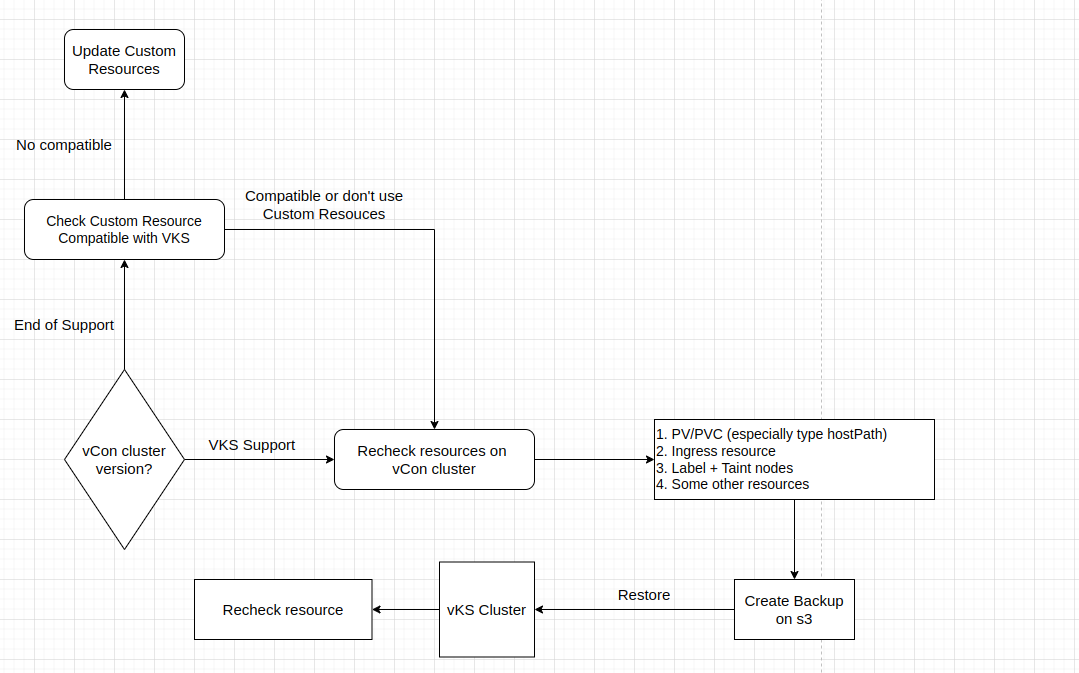 Update Custom
Resources
No compatible
Compatible or don't use
Custom Resouces
Check Custom Resource
Compatible with VKS
End of Support
vCon cluster
version?
VKS Support
Recheck resources on
vCon cluster
1. PV/PVC (especially type hostPath)
2. Ingress resource
3. Label + Taint nodes
4. Some other resources
Create Backup
on s3
Restore
vKS Cluster
Recheck resource